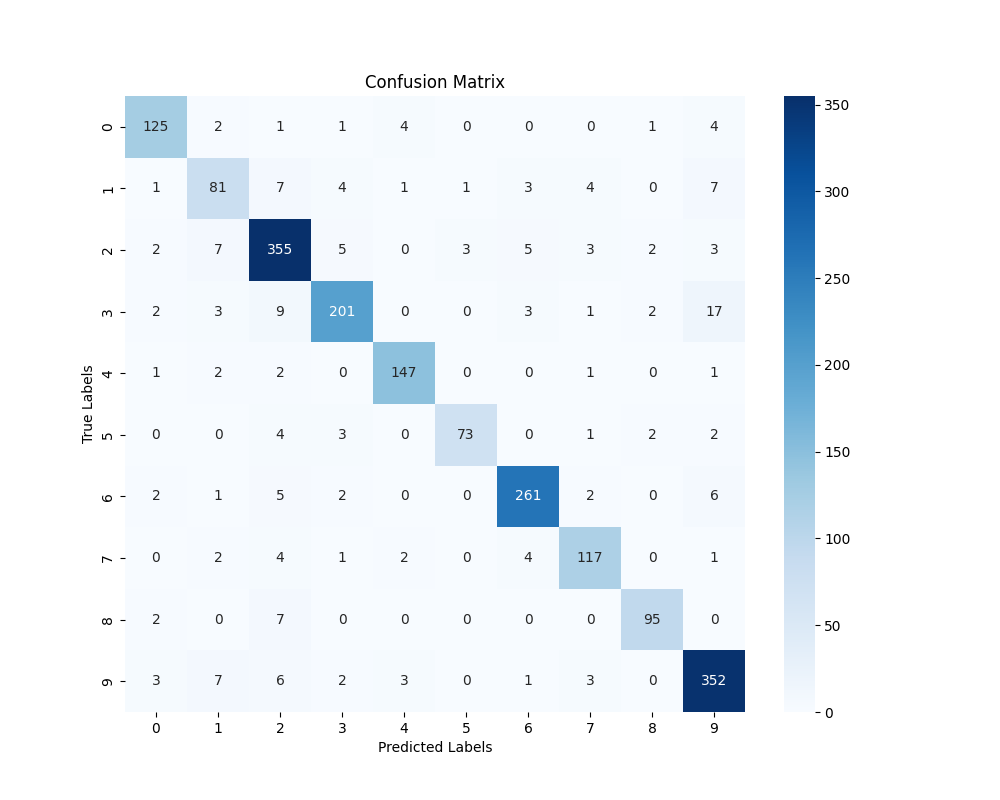 Confusion Matrix
0 125 2 1 1 4 0 0 0 1 4
1 1 81 7 4 1 1 3 4 0 7
2 2 7 355 5 0 3 5 3 2 3
3 2 3 9 201 0 0 3 1 2 17
4 1 2 2 0 147 0 0 1 0 1
5 0 0 4 3 0 73 0 1 2 2
6 2 1 5 2 0 0 261 2 0 6
7 0 2 4 1 2 0 4 117 0 1
8 2 0 7 0 0 0 0 0 95 0
9 3 7 6 2 3 0 1 3 0 352
0 1 2 3 4 5 6 7 8 9
Predicted Labels
True Labels
350
300
250
200
150
100
50
0